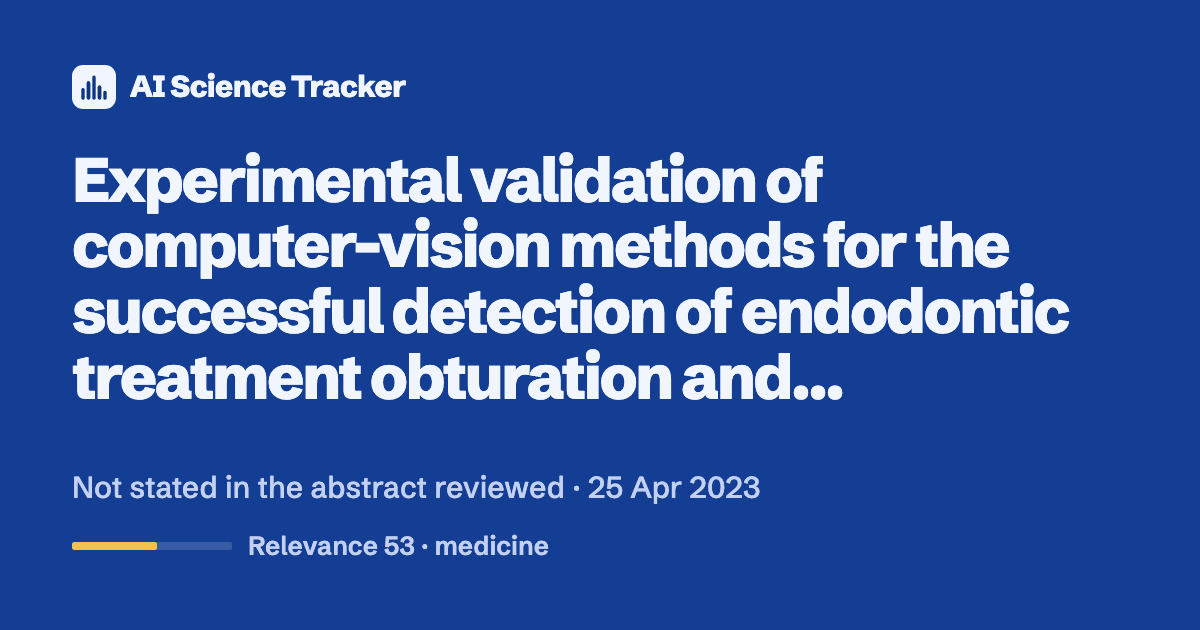 AI Science Tracker
Experimental validation of
computer-vision methods for the
successful detection of endodontic
treatment obturation and...
Not stated in the abstract reviewed · 25 Apr 2023
Relevance 53 · medicine